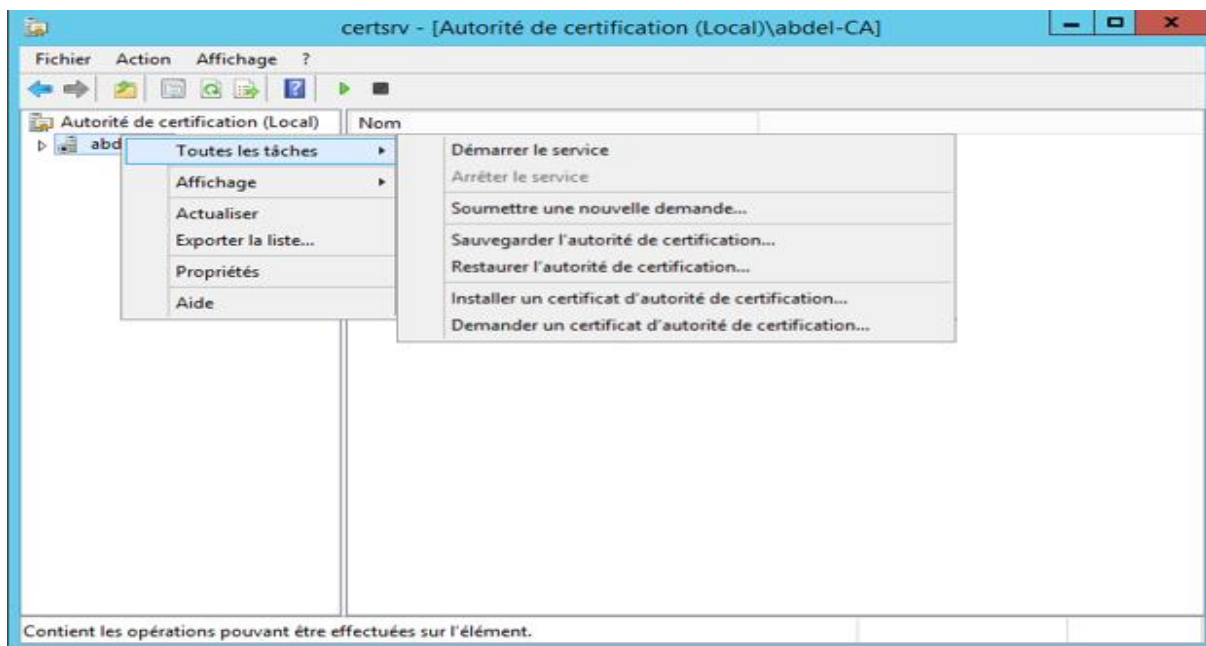 certsrv - [Autorité de certification (Local)\abdel-CA]
Fichier Action Affichage ?
Autorité de certification (Local)
Nom
abd
Toutes les tâches
Affichage
Actualiser
Exporter la liste...
Propriétés
Aide
Démarrer le service
Arrêter le service
Soumettre une nouvelle demande...
Sauvegarder l'autorité de certification...
Restaurer l'autorité de certification...
Installer un certificat d'autorité de certification...
Demander un certificat d'autorité de certification...
Contient les opérations pouvant être effectuées sur l'élément.